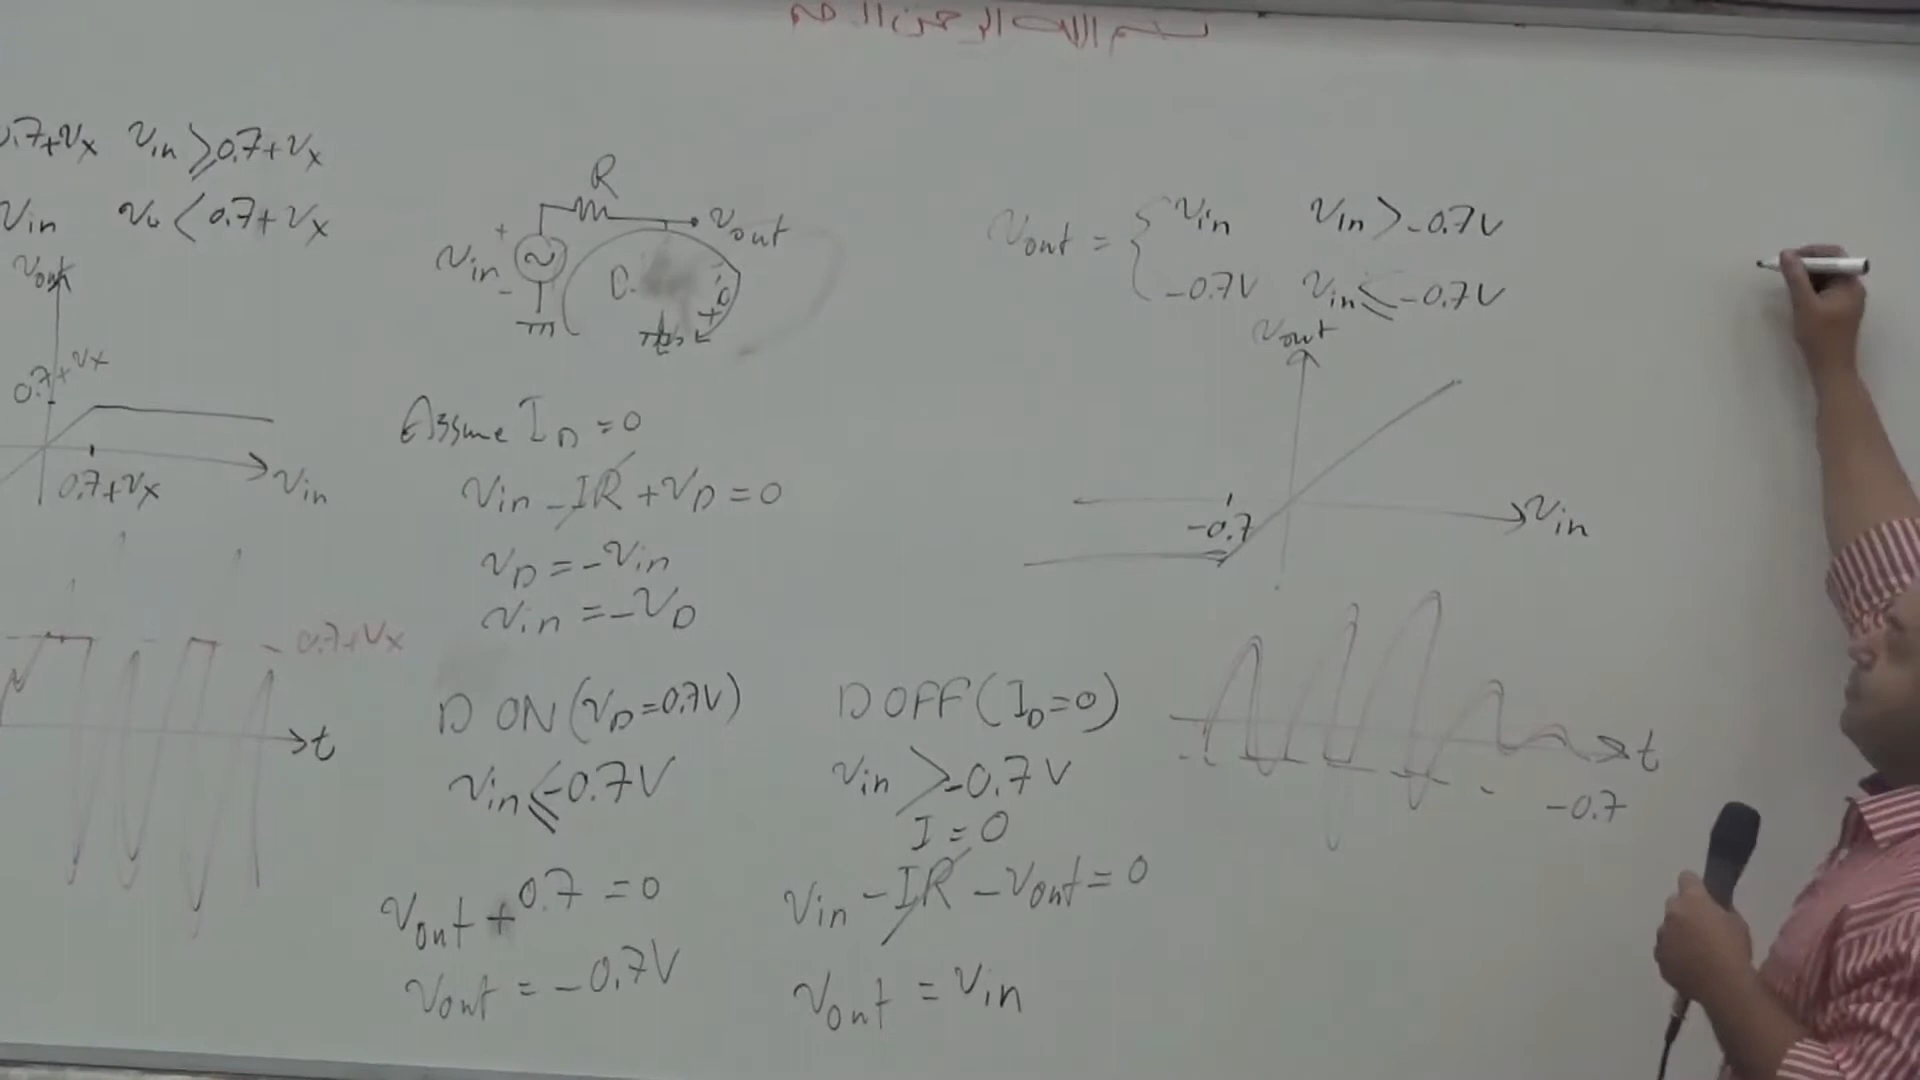 بسم الله الرحمن الرحيم
0.7+Vx Vin ≥ 0.7+Vx
Vin Vin < 0.7+Vx
Vout
0.7+Vx
0.7+Vx
Vin
0.7+Vx
t
R
Vout
+
Vin
-
D
-
+
Assume ID = 0
Vin - IR + VD = 0
VD = -Vin
Vin = -VD
D ON (VD=0.7V)
Vin ≤ -0.7V
Vout + 0.7 = 0
Vout = -0.7V
D OFF (ID=0)
Vin > -0.7V
I = 0
Vin - IR - Vout = 0
Vout = Vin
Vout = { Vin Vin > -0.7V
-0.7V Vin ≤ -0.7V
Vout
-0.7
Vin
t
-0.7